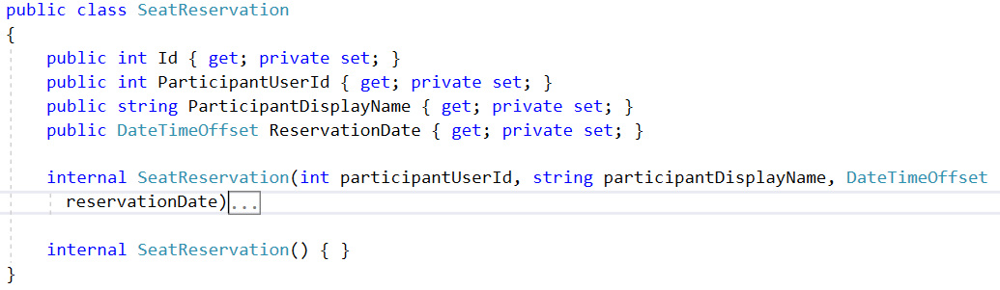 public class SeatReservation
{
    public int Id { get; private set; }
    public int ParticipantUserId { get; private set; }
    public string ParticipantDisplayName { get; private set; }
    public DateTimeOffset ReservationDate { get; private set; }
    internal SeatReservation(int participantUserId, string participantDisplayName, DateTimeOffset
      reservationDate)...
    internal SeatReservation() { }
}